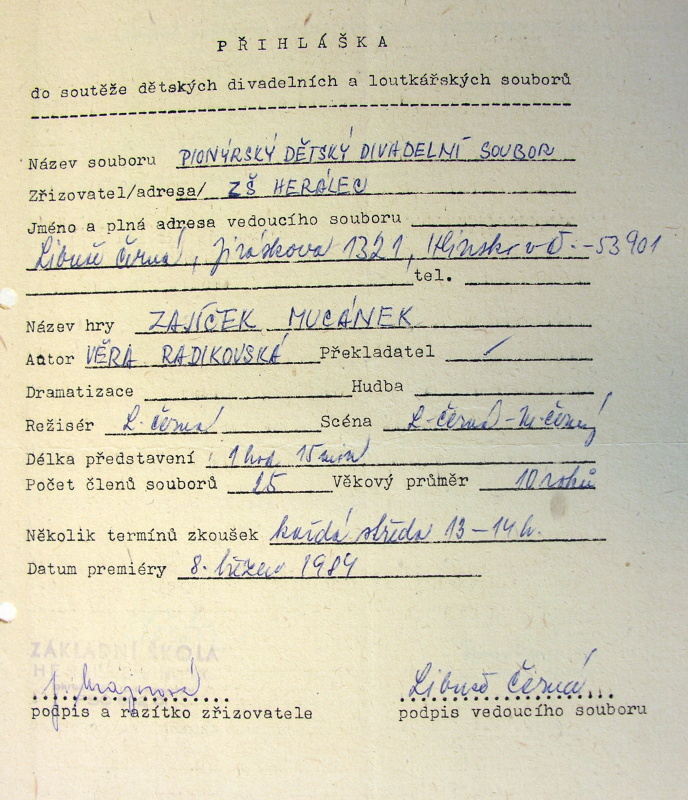 PŘIHLÁŠKA
do soutěže dětských divadelních a loutkářských souborů
Název souboru PIONÝRSKÝ DĚTSKÝ DIVADELNÍ SOUBOR
Zřizovatel/adresa/ ZŠ HERÁLEC
Jméno a plná adresa vedoucího souboru
Libuše Černá, Jiráskova 1321, Hlinsko v Č. - 53901
tel.
Název hry ZAJÍČEK MUCÁNEK
Autor VĚRA RADIKOVSKÁ Překladatel /
Dramatizace Hudba
Režisér L. Černá Scéna L. Černá - M. Černý
Délka představení 1 hod 15 min
Počet členů souborů 25 Věkový průměr 10 roků
Několik termínů zkoušek každá středa 13 - 14 h.
Datum premiéry 8. březen 1984
ZÁKLADNÍ ŠKOLA
podpis a razítko zřizovatele
Libuše Černá
podpis vedoucího souboru